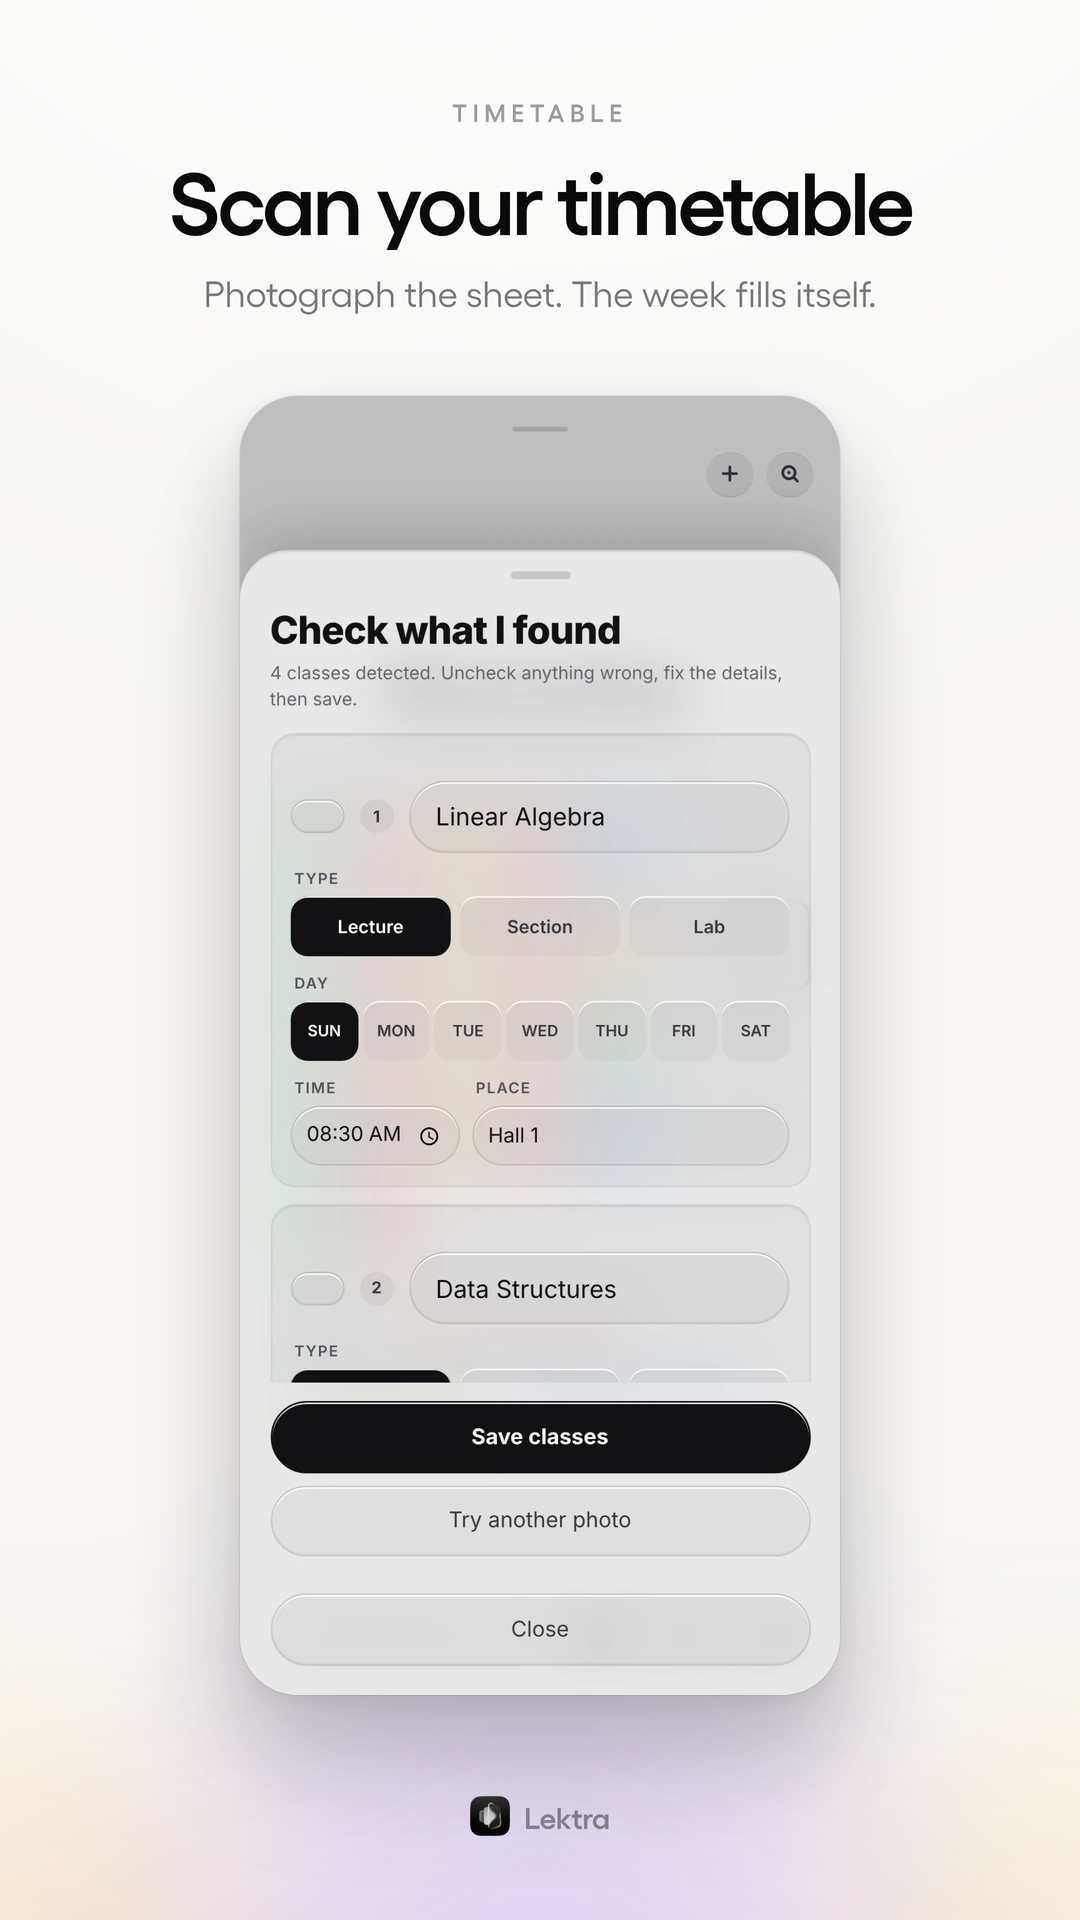 TIMETABLE
Scan your timetable
Photograph the sheet. The week fills itself.
Check what I found
4 classes detected. Uncheck anything wrong, fix the details,
then save.
1 Linear Algebra
TYPE
Lecture Section Lab
DAY
SUN MON TUE WED THU FRI SAT
TIME PLACE
08:30 AM Hall 1
2 Data Structures
TYPE
Save classes
Try another photo
Close
Lektra